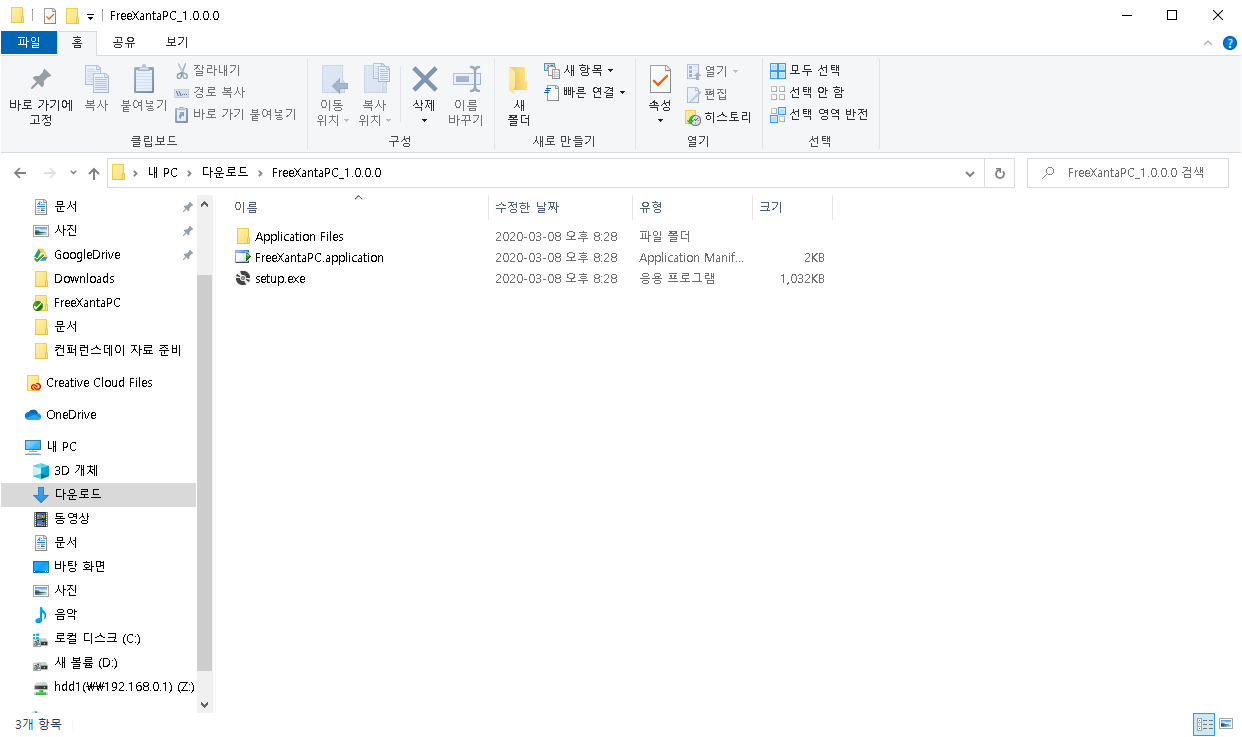 FreeXantaPC_1.0.0.0
파일 홈 공유 보기
바로 가기에 고정
복사
붙여넣기
잘라내기
경로 복사
바로 가기 붙여넣기
클립보드
이동 위치
복사 위치
삭제
이름 바꾸기
구성
새 폴더
새 항목
빠른 연결
새로 만들기
속성
열기
편집
히스토리
열기
모두 선택
선택 안 함
선택 영역 반전
선택
내 PC > 다운로드 > FreeXantaPC_1.0.0.0
FreeXantaPC_1.0.0.0 검색
문서
사진
GoogleDrive
Downloads
FreeXantaPC
문서
컨퍼런스데이 자료 준비
Creative Cloud Files
OneDrive
내 PC
3D 개체
다운로드
동영상
문서
바탕 화면
사진
음악
로컬 디스크 (C:)
새 볼륨 (D:)
hdd1(₩₩192.168.0.1) (Z:)
이름 수정한 날짜 유형 크기
Application Files 2020-03-08 오후 8:28 파일 폴더
FreeXantaPC.application 2020-03-08 오후 8:28 Application Manif... 2KB
setup.exe 2020-03-08 오후 8:28 응용 프로그램 1,032KB
3개 항목